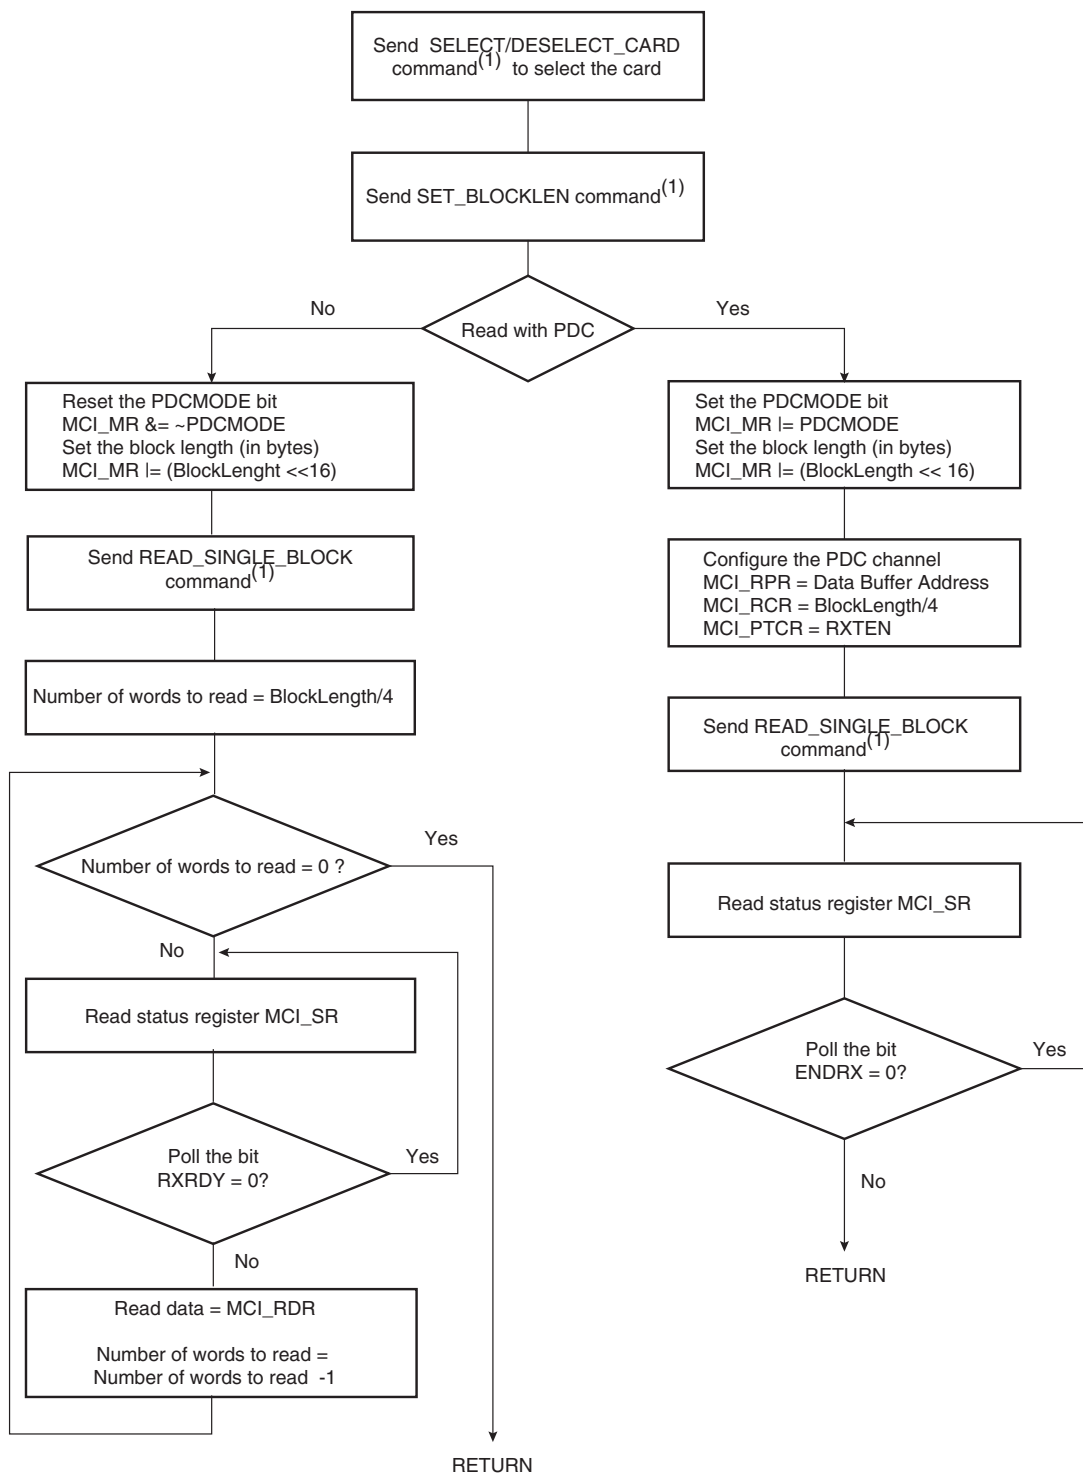 Send SELECT/DESELECT_CARD
command(1) to select the card
Send SET_BLOCKLEN command(1)
No
Yes
Read with PDC
Reset the PDCMODE bit
MCI_MR &= ~PDCMODE
Set the block length (in bytes)
MCI_MR |= (BlockLenght <<16)
Set the PDCMODE bit
MCI_MR |= PDCMODE
Set the block length (in bytes)
MCI_MR |= (BlockLength << 16)
Send READ_SINGLE_BLOCK
command(1)
Configure the PDC channel
MCI_RPR = Data Buffer Address
MCI_RCR = BlockLength/4
MCI_PTCR = RXTEN
Number of words to read = BlockLength/4
Send READ_SINGLE_BLOCK
command(1)
Number of words to read = 0 ?
Yes
No
Read status register MCI_SR
Read status register MCI_SR
Poll the bit
RXRDY = 0?
Yes
Poll the bit
ENDRX = 0?
Yes
No
No
RETURN
Read data = MCI_RDR
Number of words to read =
Number of words to read -1
RETURN